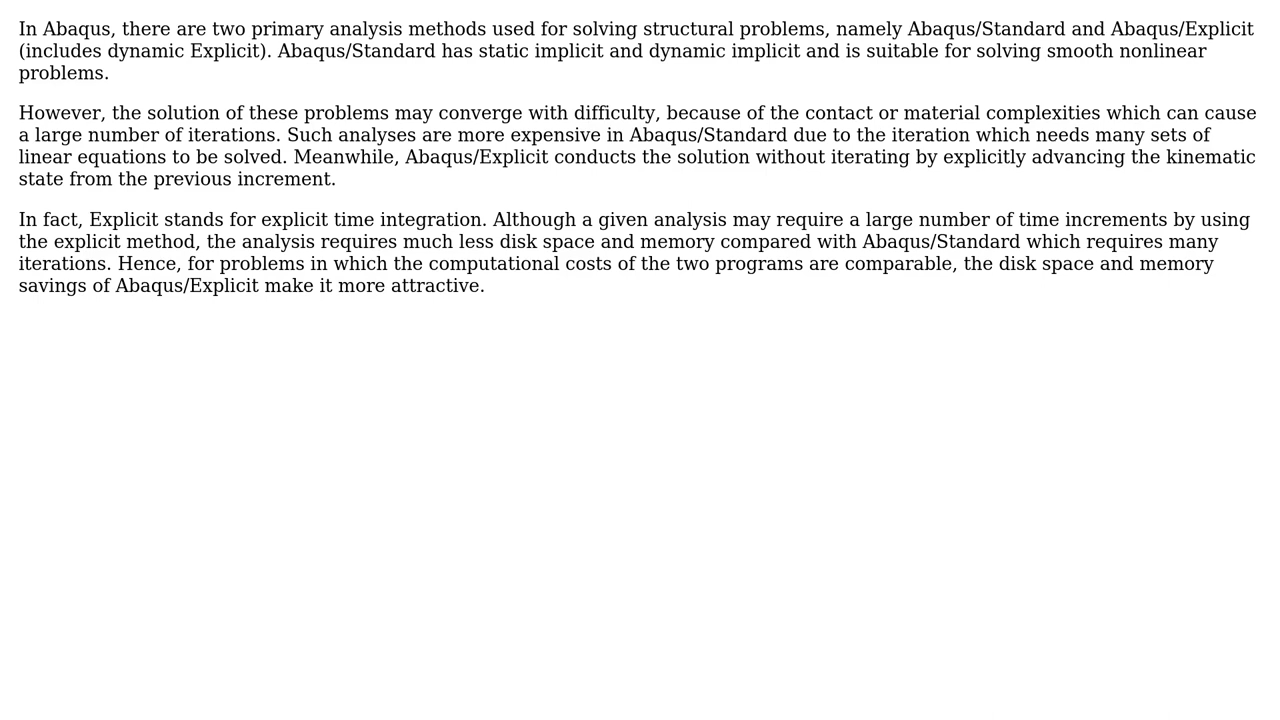 In Abaqus, there are two primary analysis methods used for solving structural problems, namely Abaqus/Standard and Abaqus/Explicit
(includes dynamic Explicit). Abaqus/Standard has static implicit and dynamic implicit and is suitable for solving smooth nonlinear
problems.
However, the solution of these problems may converge with difficulty, because of the contact or material complexities which can cause
a large number of iterations. Such analyses are more expensive in Abaqus/Standard due to the iteration which needs many sets of
linear equations to be solved. Meanwhile, Abaqus/Explicit conducts the solution without iterating by explicitly advancing the kinematic
state from the previous increment.
In fact, Explicit stands for explicit time integration. Although a given analysis may require a large number of time increments by using
the explicit method, the analysis requires much less disk space and memory compared with Abaqus/Standard which requires many
iterations. Hence, for problems in which the computational costs of the two programs are comparable, the disk space and memory
savings of Abaqus/Explicit make it more attractive.